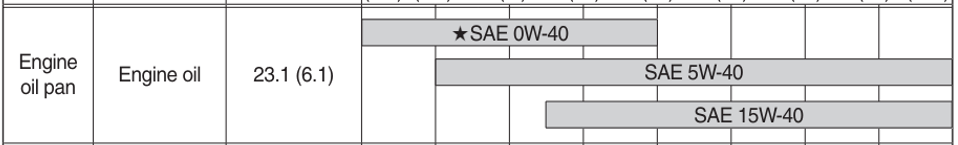 Engine
oil pan
Engine oil
23.1 (6.1)
★SAE 0W-40
SAE 5W-40
SAE 15W-40